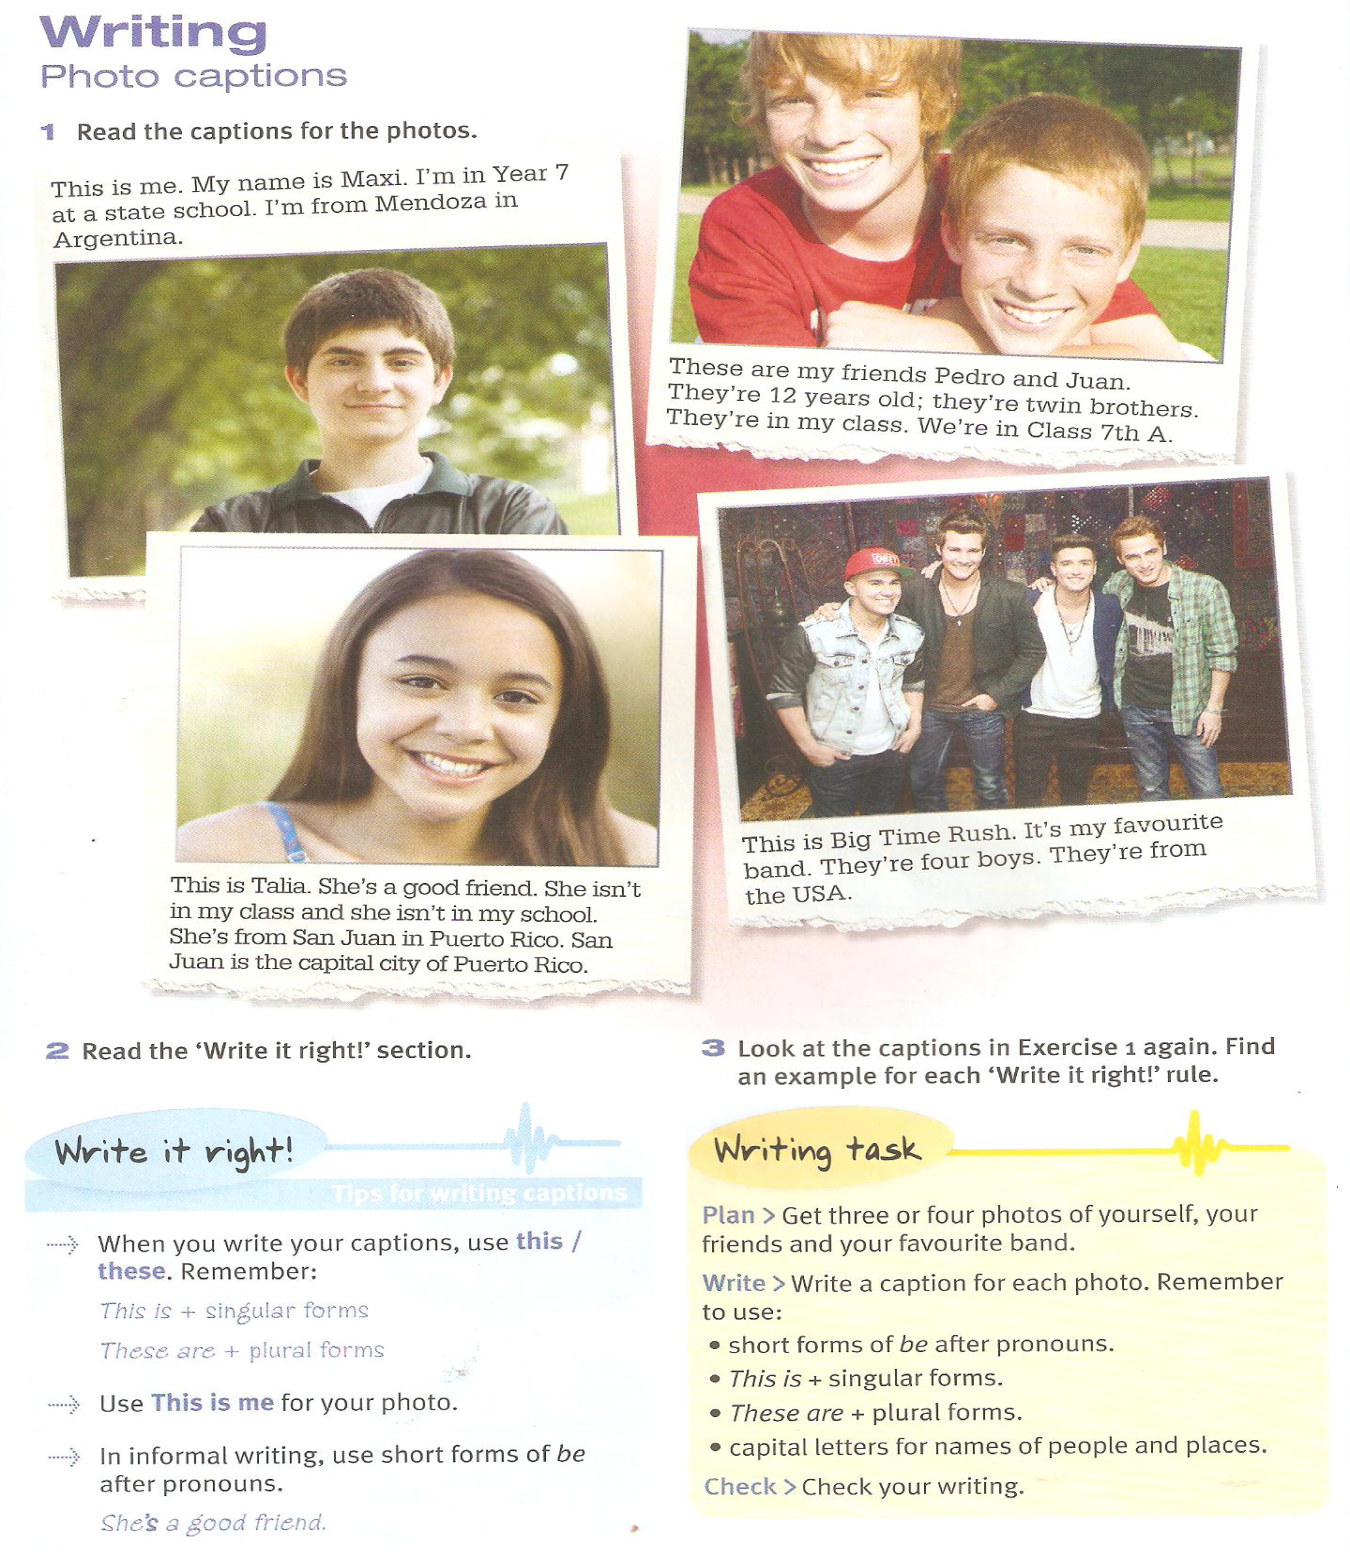 Writing
Photo captions
1 Read the captions for the photos.
This is me. My name is Maxi. I'm in Year 7
at a state school. I'm from Mendoza in
Argentina.
These are my friends Pedro and Juan.
They're 12 years old; they're twin brothers.
They're in my class. We're in Class 7th A.
This is Talia. She's a good friend. She isn't
in my class and she isn't in my school.
She's from San Juan in Puerto Rico. San
Juan is the capital city of Puerto Rico.
OBEY
This is Big Time Rush. It's my favourite
band. They're four boys. They're from
the USA.
2 Read the ‘Write it right!’ section.
Write it right!
Tips for writing captions
When you write your captions, use this /
these. Remember:
This is + singular forms
These are + plural forms
Use This is me for your photo.
In informal writing, use short forms of be
after pronouns.
She's a good friend.
3 Look at the captions in Exercise 1 again. Find
an example for each ‘Write it right!’ rule.
Writing task
Plan > Get three or four photos of yourself, your
friends and your favourite band.
Write > Write a caption for each photo. Remember
to use:
• short forms of be after pronouns.
• This is + singular forms.
• These are + plural forms.
• capital letters for names of people and places.
Check > Check your writing.